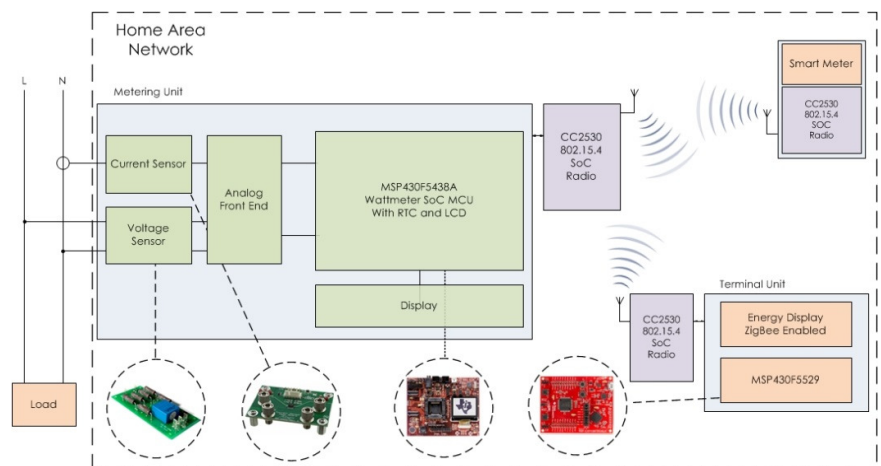 Home Area
Network
L
N
Metering Unit
Current Sensor
Voltage
Sensor
Analog
Front End
MSP430F5438A
Wattmeter SoC MCU
With RTC and LCD
Display
CC2530
802.15.4
SoC
Radio
Smart Meter
CC2530
802.15.4
SOC
Radio
CC2530
802.15.4
SoC
Radio
Terminal Unit
Energy Display
ZigBee Enabled
MSP430F5529
Load